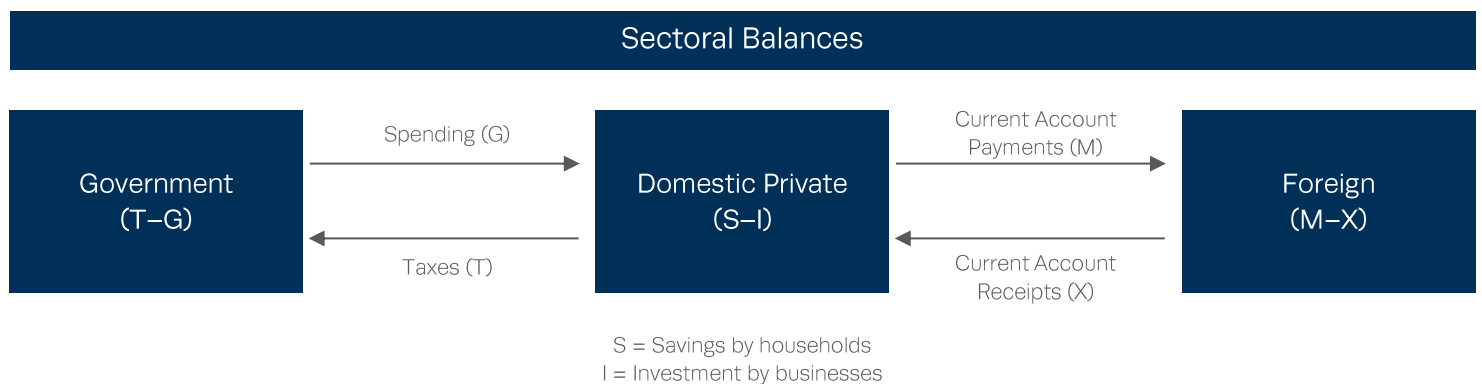 Sectoral Balances
Government
(T–G)
Spending (G)
Taxes (T)
Domestic Private
(S–I)
Current Account
Payments (M)
Current Account
Receipts (X)
Foreign
(M–X)
S = Savings by households
I = Investment by businesses